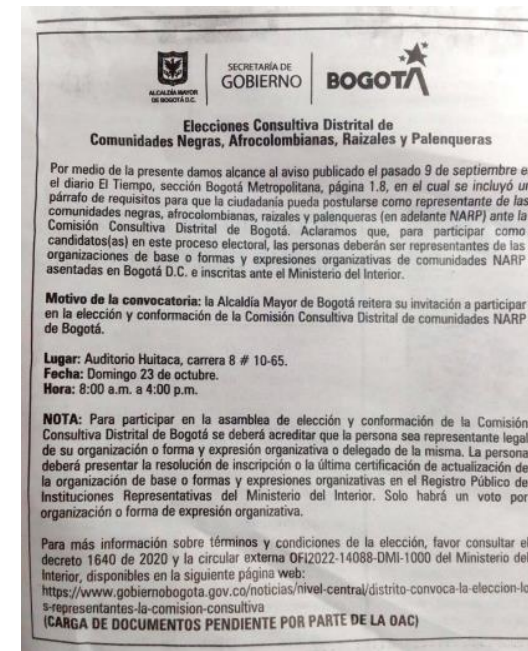 ALCALDÍA MAYOR
DE BOGOTÁ D.C.
SECRETARÍA DE
GOBIERNO
BOGOTÁ
Elecciones Consultiva Distrital de
Comunidades Negras, Afrocolombianas, Raizales y Palenqueras
Por medio de la presente damos alcance al aviso publicado el pasado 9 de septiembre e
el diario El Tiempo, sección Bogotá Metropolitana, página 1.8, en el cual se incluyó un
párrafo de requisitos para que la ciudadanía pueda postularse como representante de las
comunidades negras, afrocolombianas, raizales y palenqueras (en adelante NARP) ante la
Comisión Consultiva Distrital de Bogotá. Aclaramos que, para participar como
candidatos(as) en este proceso electoral, las personas deberán ser representantes de las
organizaciones de base o formas y expresiones organizativas de comunidades NARP
asentadas en Bogotá D.C. e inscritas ante el Ministerio del Interior.
Motivo de la convocatoria: la Alcaldía Mayor de Bogotá reitera su invitación a participar
en la elección y conformación de la Comisión Consultiva Distrital de comunidades NARP
de Bogotá.
Lugar: Auditorio Huitaca, carrera 8 # 10-65.
Fecha: Domingo 23 de octubre.
Hora: 8:00 a.m. a 4:00 p.m.
NOTA: Para participar en la asamblea de elección y conformación de la Comisión
Consultiva Distrital de Bogotá se deberá acreditar que la persona sea representante legal
de su organización o forma y expresión organizativa o delegado de la misma. La persona
deberá presentar la resolución de inscripción o la última certificación de actualización de
la organización de base o formas y expresiones organizativas en el Registro Público de
Instituciones Representativas del Ministerio del Interior. Solo habrá un voto por
organización o forma de expresión organizativa.
Para más información sobre términos y condiciones de la elección, favor consultar el
decreto 1640 de 2020 y la circular externa OFI2022-14088-DMI-1000 del Ministerio del
Interior, disponibles en la siguiente página web:
https://www.gobiernobogota.gov.co/noticias/nivel-central/distrito-convoca-la-eleccion-lo
s-representantes-la-comision-consultiva
(CARGA DE DOCUMENTOS PENDIENTE POR PARTE DE LA OAC)